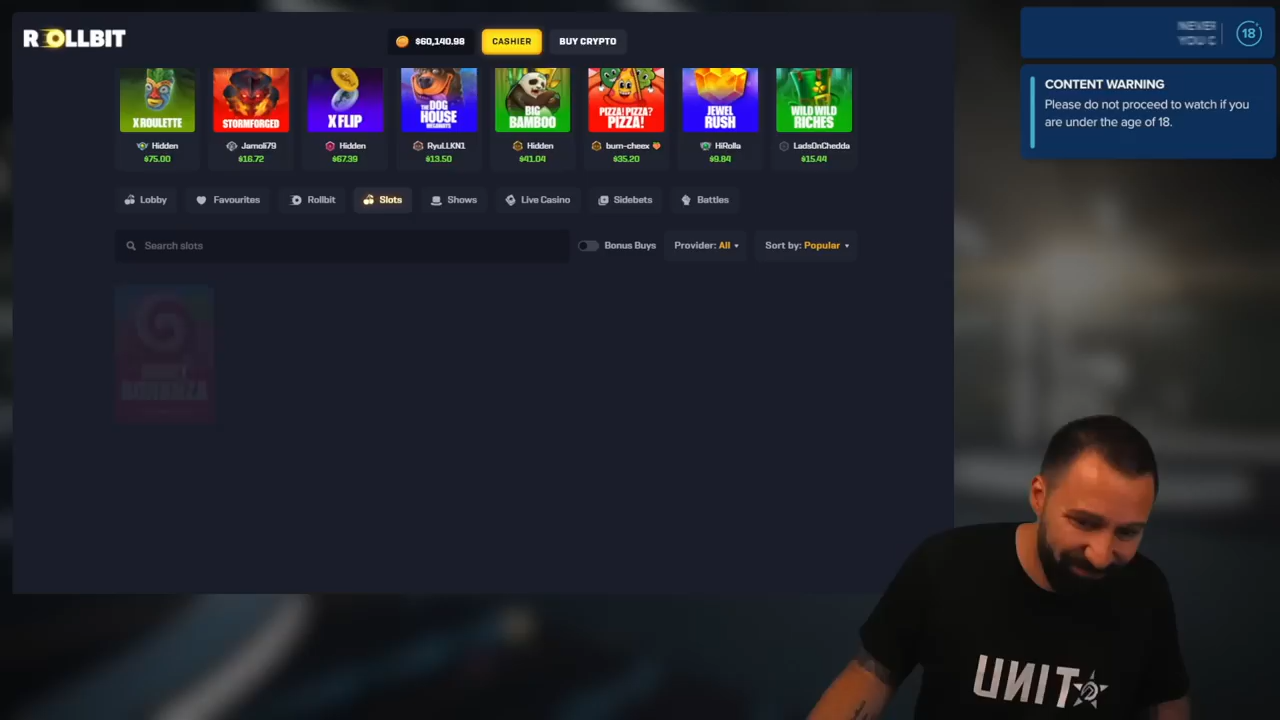 ROLLBIT
$60,140.98
CASHIER
BUY CRYPTO
X ROULETTE
STORMFORGED
X FLIP
THE DOG HOUSE MEGAWAYS
BIG BAMBOO
PIZZA! PIZZA? PIZZA!
JEWEL RUSH
WILD WILD RICHES
Hidden
Jamoli79
Hidden
RyuLLKN1
Hidden
bum-cheex
HiRolla
LadsOnChedda
$75.00
$16.72
$67.39
$13.50
$41.04
$35.20
$9.84
$15.44
Lobby
Favourites
Rollbit
Slots
Shows
Live Casino
Sidebets
Battles
Search slots
Bonus Buys
Provider: All
Sort by: Popular
BONANZA
NEVER
YOU C
18
CONTENT WARNING
Please do not proceed to watch if you
are under the age of 18.
UNIT